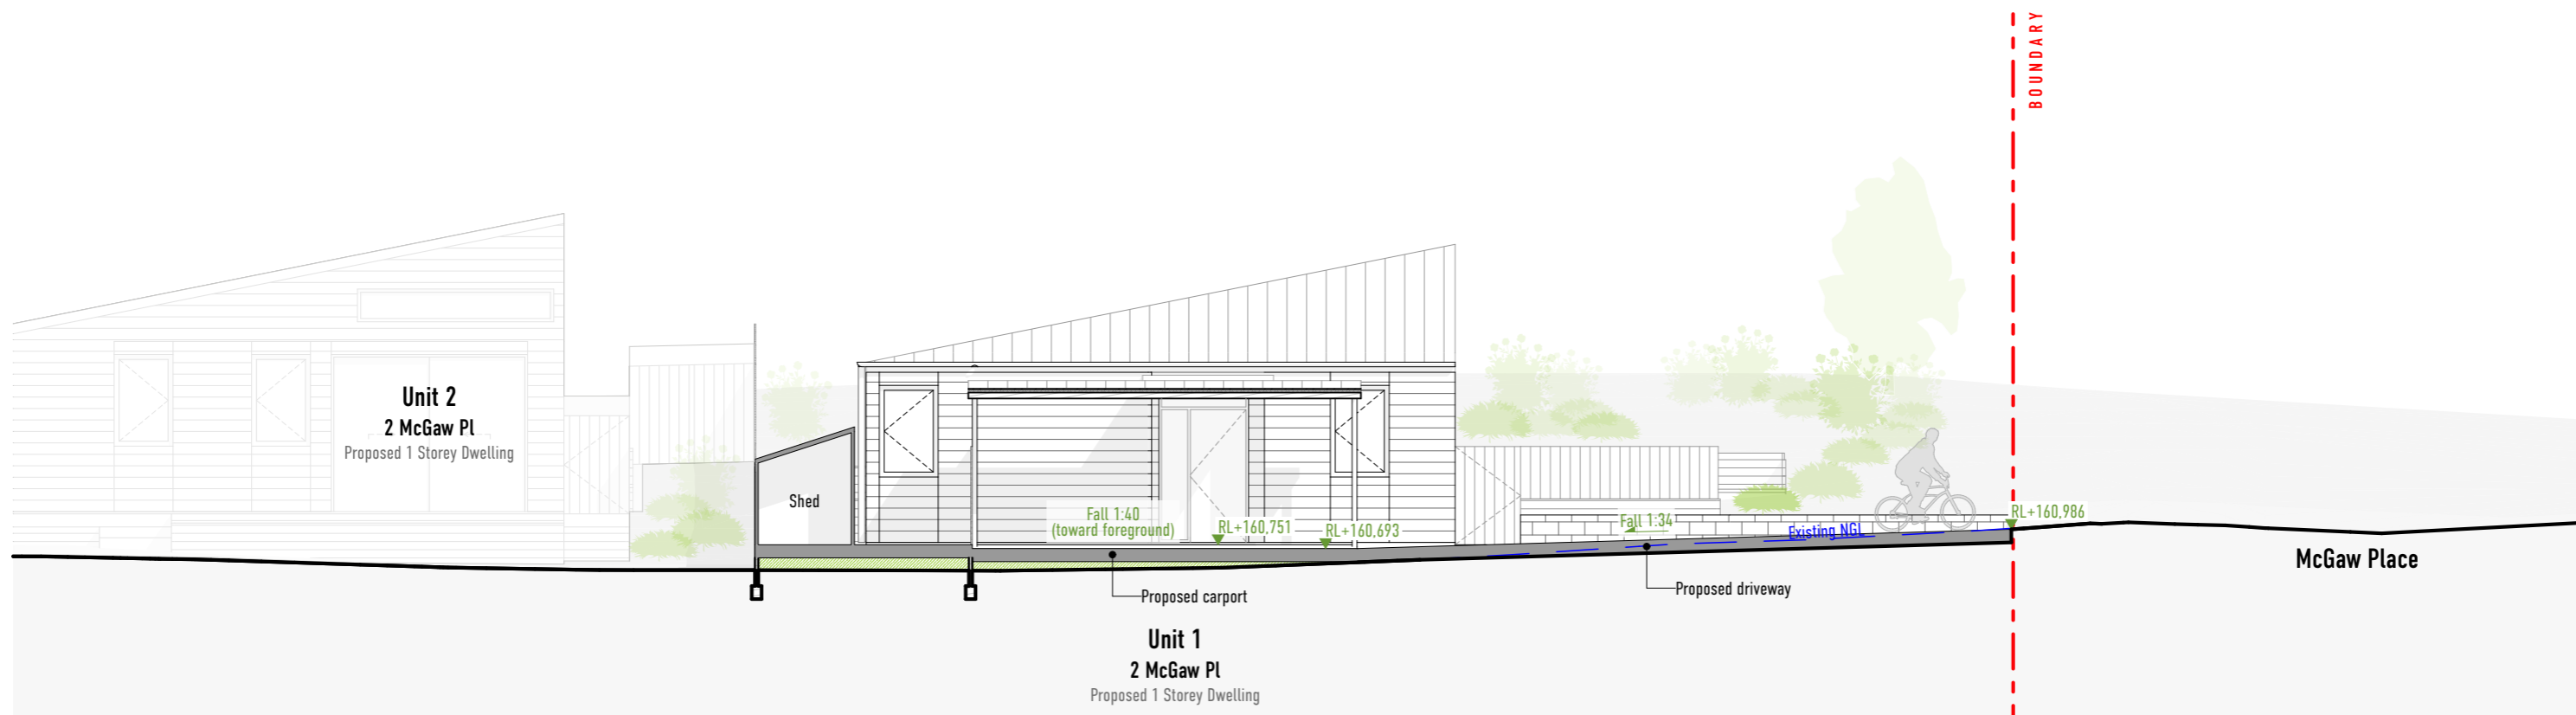 BOUNDARY
Unit 2
2 McGaw Pl
Proposed 1 Storey Dwelling
Shed
Fall 1:40
(toward foreground)
RL+160,751
RL+160,693
Fall 1:34
Existing NGL
RL+160,986
McGaw Place
Proposed carport
Proposed driveway
Unit 1
2 McGaw Pl
Proposed 1 Storey Dwelling